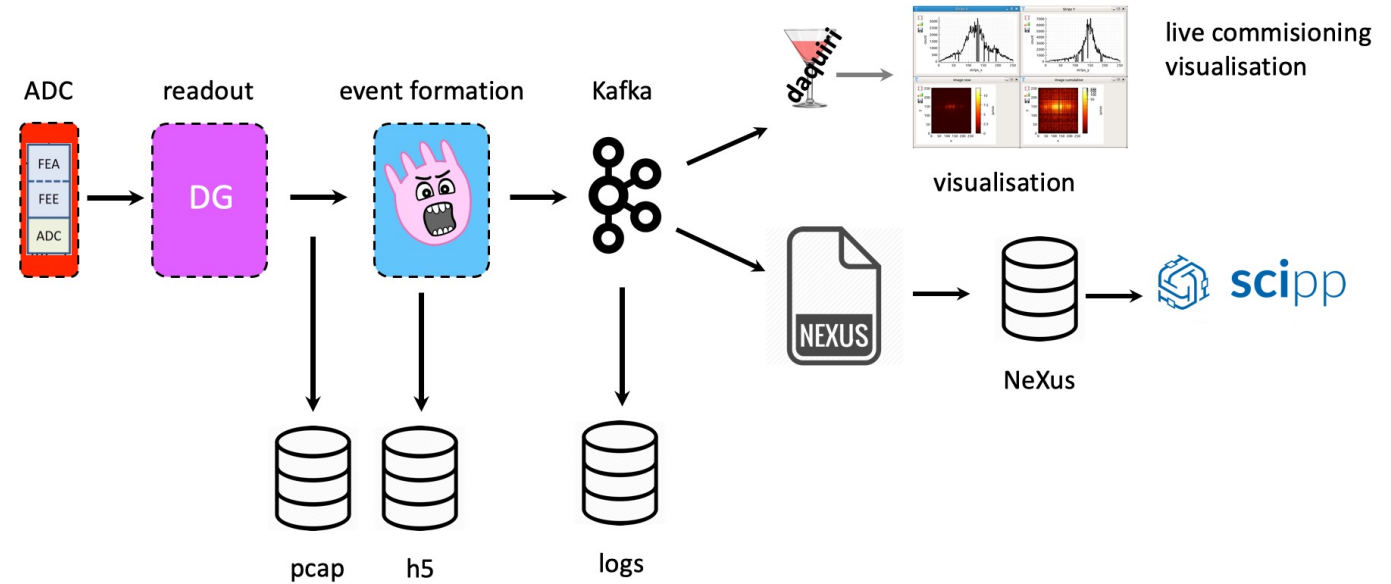 live commisioning
visualisation
daquiri
ADC
readout
event formation
Kafka
FEA
FEE
ADC
DG
visualisation
NEXUS
scipp
NeXus
pcap
h5
logs